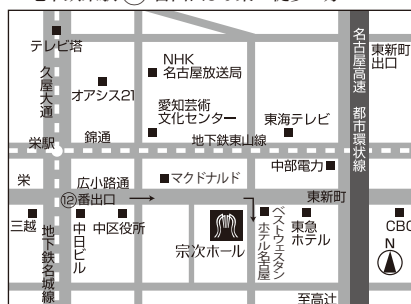 テレビ塔
NHK
名古屋放送局
名古屋高速 都市環状線
東新町
出口
久屋大通
オアシス21
愛知芸術
文化センター
東海テレビ
栄駅
錦通
地下鉄東山線
中部電力
栄
広小路通
マクドナルド
東新町
⑫番出口
三越
地下鉄名城線
中日ビル
中区役所
宗次ホール
ベストウェスタン
ホテル名古屋
東急
ホテル
CBC
N
至高辻